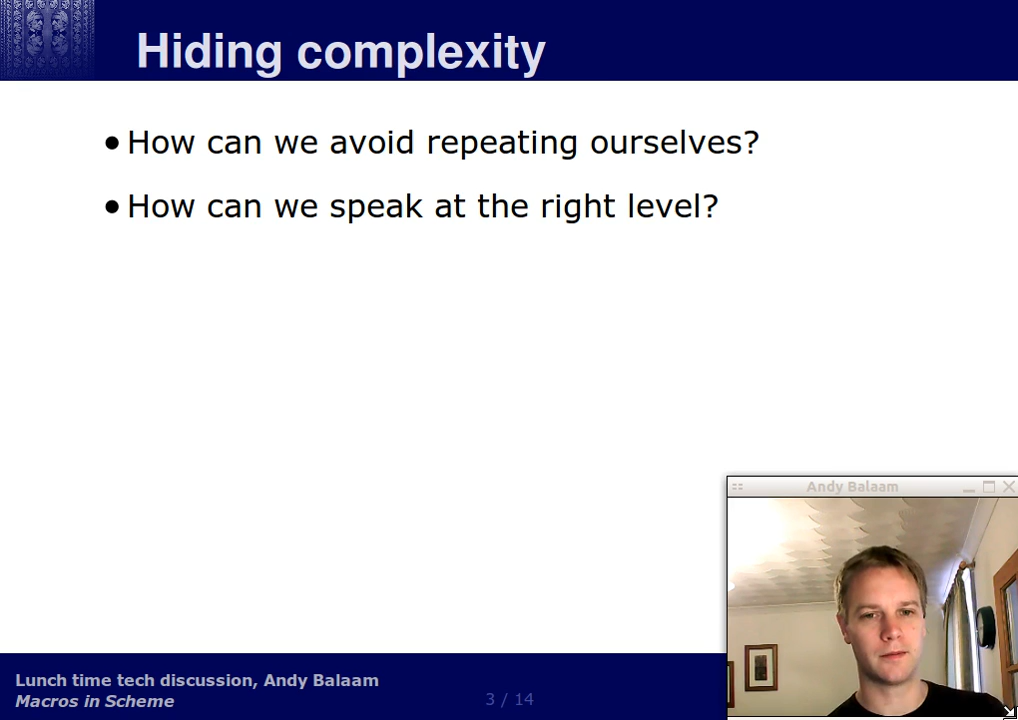 Hiding complexity
● How can we avoid repeating ourselves?
● How can we speak at the right level?
Andy Balaam
Lunch time tech discussion, Andy Balaam
Macros in Scheme
3 / 14